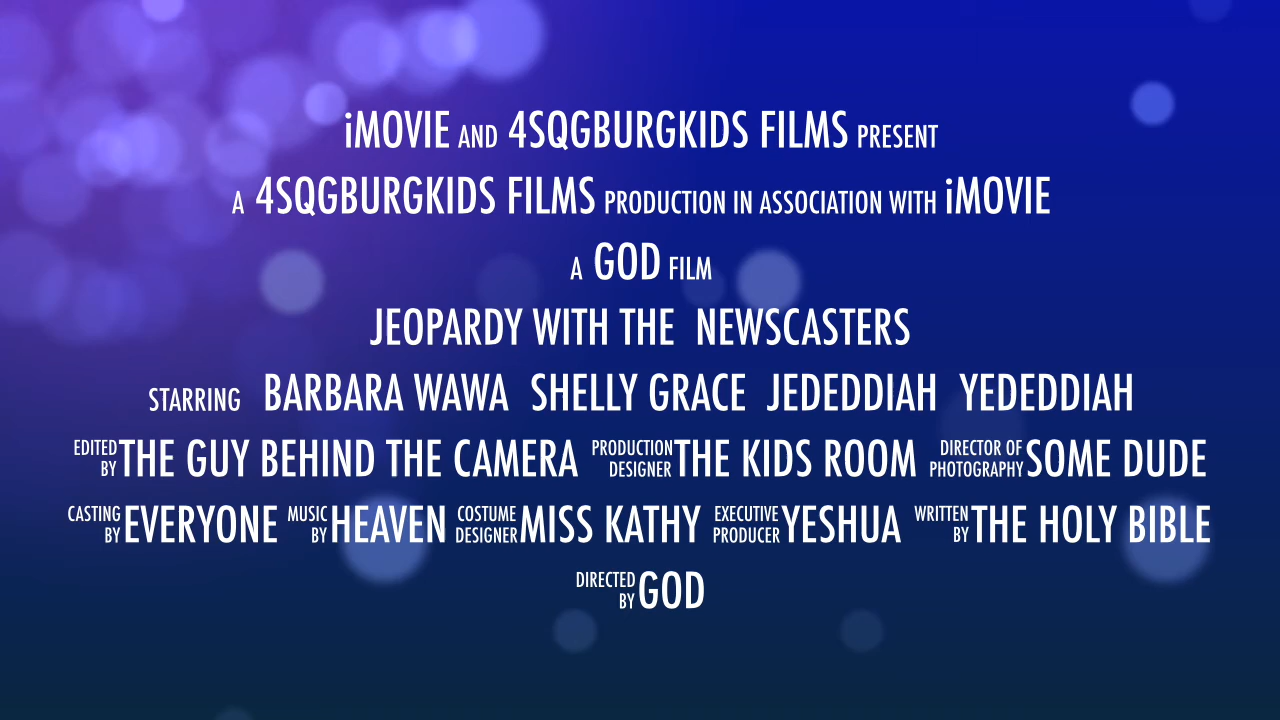 iMOVIE AND 4SQGBURGKIDS FILMS PRESENT
A 4SQGBURGKIDS FILMS PRODUCTION IN ASSOCIATION WITH iMOVIE
A GOD FILM
JEOPARDY WITH THE NEWSCASTERS
STARRING BARBARA WAWA SHELLY GRACE JEDEDDIAH YEDEDDIAH
EDITED BY THE GUY BEHIND THE CAMERA PRODUCTION DESIGNER THE KIDS ROOM DIRECTOR OF PHOTOGRAPHY SOME DUDE
CASTING BY EVERYONE MUSIC BY HEAVEN COSTUME DESIGNER MISS KATHY EXECUTIVE PRODUCER YESHUA WRITTEN BY THE HOLY BIBLE
DIRECTED BY GOD